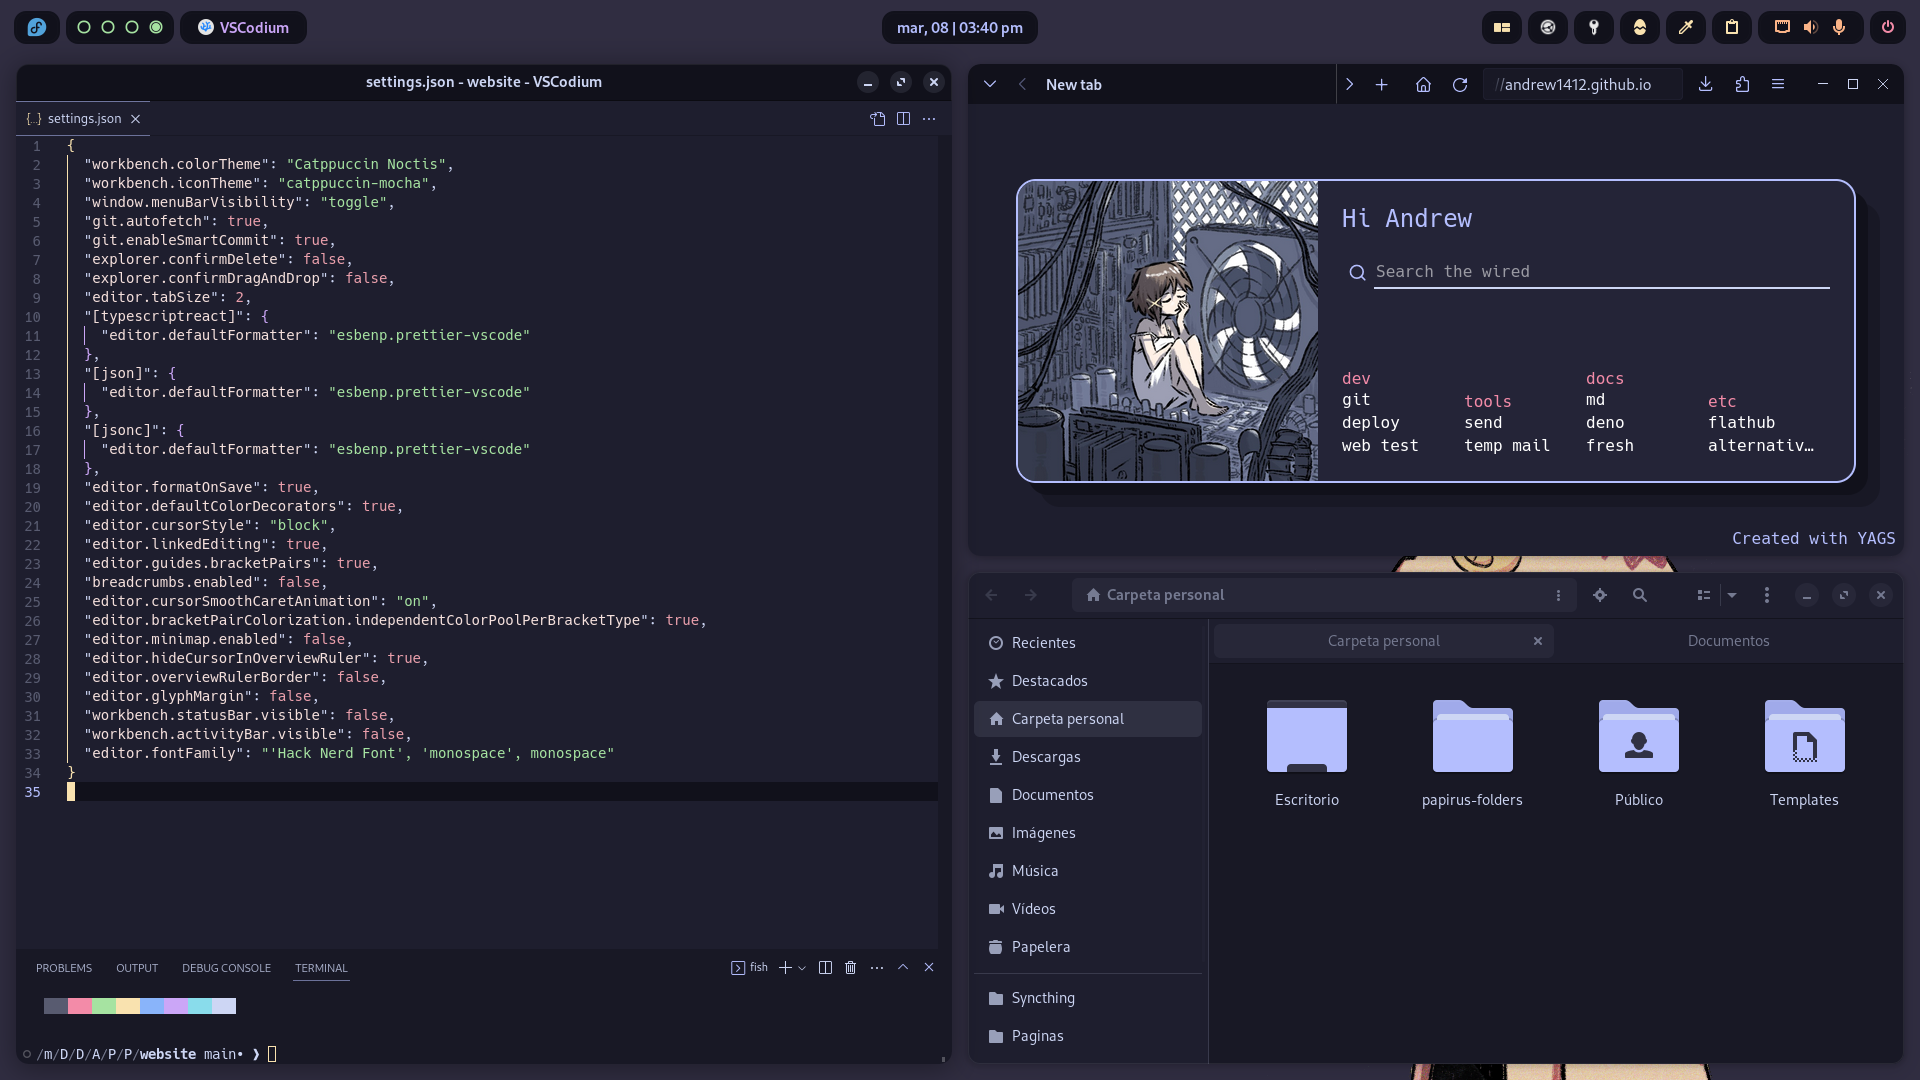 VSCodium
mar, 08 | 03:40 pm
settings.json - website - VSCodium
{..} settings.json
1 {
2 "workbench.colorTheme": "Catppuccin Noctis",
3 "workbench.iconTheme": "catppuccin-mocha",
4 "window.menuBarVisibility": "toggle",
5 "git.autofetch": true,
6 "git.enableSmartCommit": true,
7 "explorer.confirmDelete": false,
8 "explorer.confirmDragAndDrop": false,
9 "editor.tabSize": 2,
10 "[typescriptreact]": {
11 "editor.defaultFormatter": "esbenp.prettier-vscode"
12 },
13 "[json]": {
14 "editor.defaultFormatter": "esbenp.prettier-vscode"
15 },
16 "[jsonc]": {
17 "editor.defaultFormatter": "esbenp.prettier-vscode"
18 },
19 "editor.formatOnSave": true,
20 "editor.defaultColorDecorators": true,
21 "editor.cursorStyle": "block",
22 "editor.linkedEditing": true,
23 "editor.guides.bracketPairs": true,
24 "breadcrumbs.enabled": false,
25 "editor.cursorSmoothCaretAnimation": "on",
26 "editor.bracketPairColorization.independentColorPoolPerBracketType": true,
27 "editor.minimap.enabled": false,
28 "editor.hideCursorInOverviewRuler": true,
29 "editor.overviewRulerBorder": false,
30 "editor.glyphMargin": false,
31 "workbench.statusBar.visible": false,
32 "workbench.activityBar.visible": false,
33 "editor.fontFamily": "'Hack Nerd Font', 'monospace', monospace"
34 }
35
PROBLEMS OUTPUT DEBUG CONSOLE TERMINAL
fish
/m/D/D/A/P/P/website main• ❯
New tab
//andrew1412.github.io
Hi Andrew
Search the wired
dev
git
deploy
web test
tools
send
temp mail
docs
md
deno
fresh
etc
flathub
alternativ…
Created with YAGS
Carpeta personal
Recientes
Destacados
Carpeta personal
Descargas
Documentos
Imágenes
Música
Vídeos
Papelera
Syncthing
Paginas
Carpeta personal
Documentos
Escritorio
papirus-folders
Público
Templates